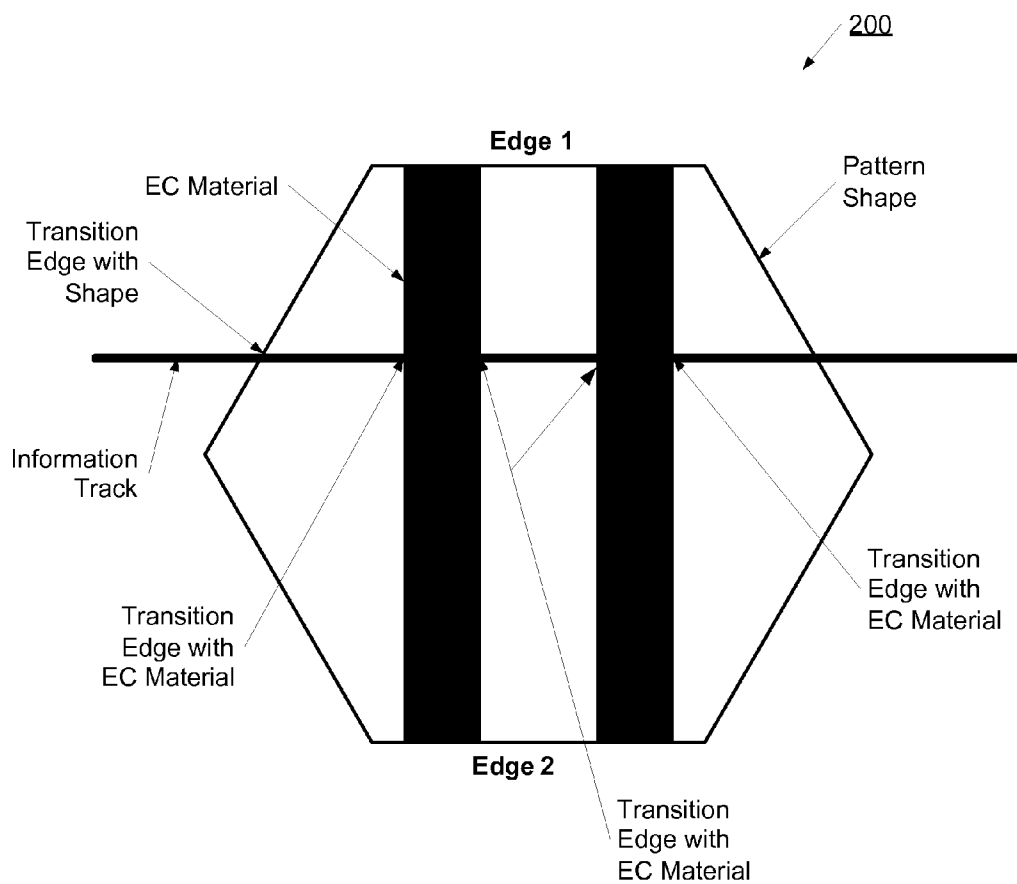 200
Edge 1
EC Material
Pattern
Shape
Transition
Edge with
Shape
Information
Track
Transition
Edge with
EC Material
Transition
Edge with
EC Material
Edge 2
Transition
Edge with
EC Material